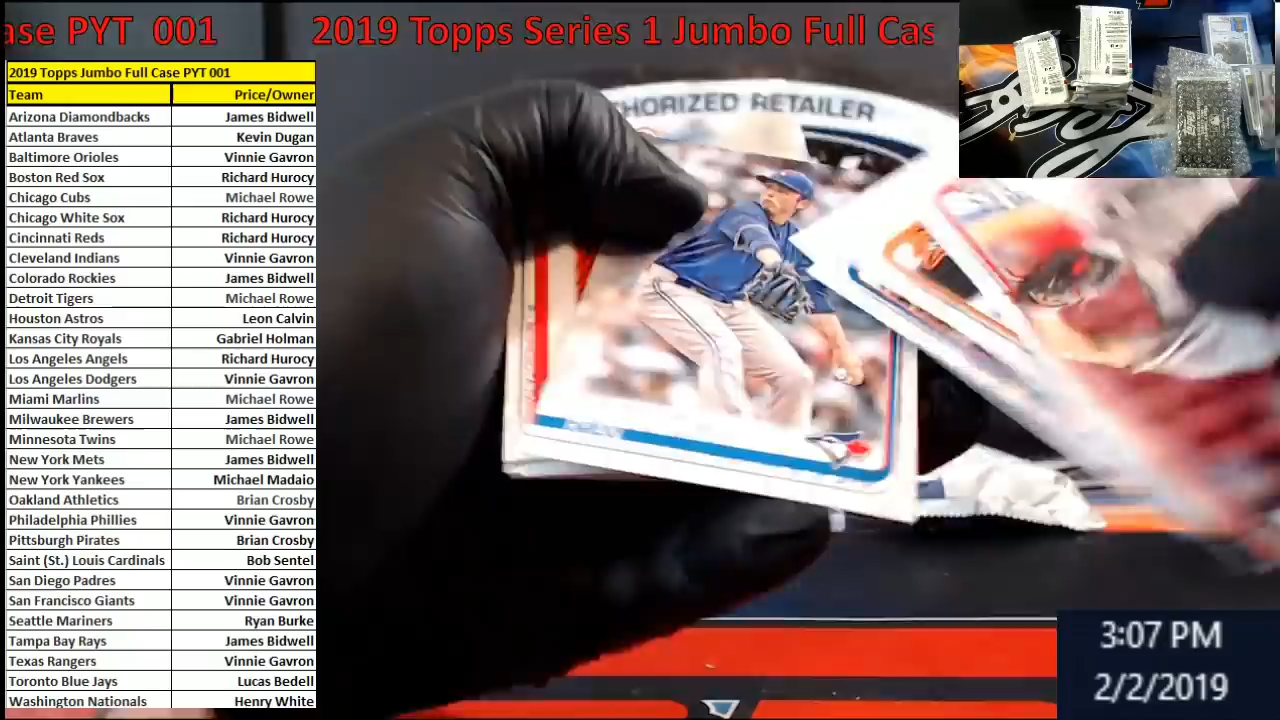 ase PYT 001 2019 Topps Series 1 Jumbo Full Cas
2019 Topps Jumbo Full Case PYT 001
Team Price/Owner
Arizona Diamondbacks James Bidwell
Atlanta Braves Kevin Dugan
Baltimore Orioles Vinnie Gavron
Boston Red Sox Richard Hurocy
Chicago Cubs Michael Rowe
Chicago White Sox Richard Hurocy
Cincinnati Reds Richard Hurocy
Cleveland Indians Vinnie Gavron
Colorado Rockies James Bidwell
Detroit Tigers Michael Rowe
Houston Astros Leon Calvin
Kansas City Royals Gabriel Holman
Los Angeles Angels Richard Hurocy
Los Angeles Dodgers Vinnie Gavron
Miami Marlins Michael Rowe
Milwaukee Brewers James Bidwell
Minnesota Twins Michael Rowe
New York Mets James Bidwell
New York Yankees Michael Madaio
Oakland Athletics Brian Crosby
Philadelphia Phillies Vinnie Gavron
Pittsburgh Pirates Brian Crosby
Saint (St.) Louis Cardinals Bob Sentel
San Diego Padres Vinnie Gavron
San Francisco Giants Vinnie Gavron
Seattle Mariners Ryan Burke
Tampa Bay Rays James Bidwell
Texas Rangers Vinnie Gavron
Toronto Blue Jays Lucas Bedell
Washington Nationals Henry White
HORIZED RETAILER
3:07 PM
2/2/2019